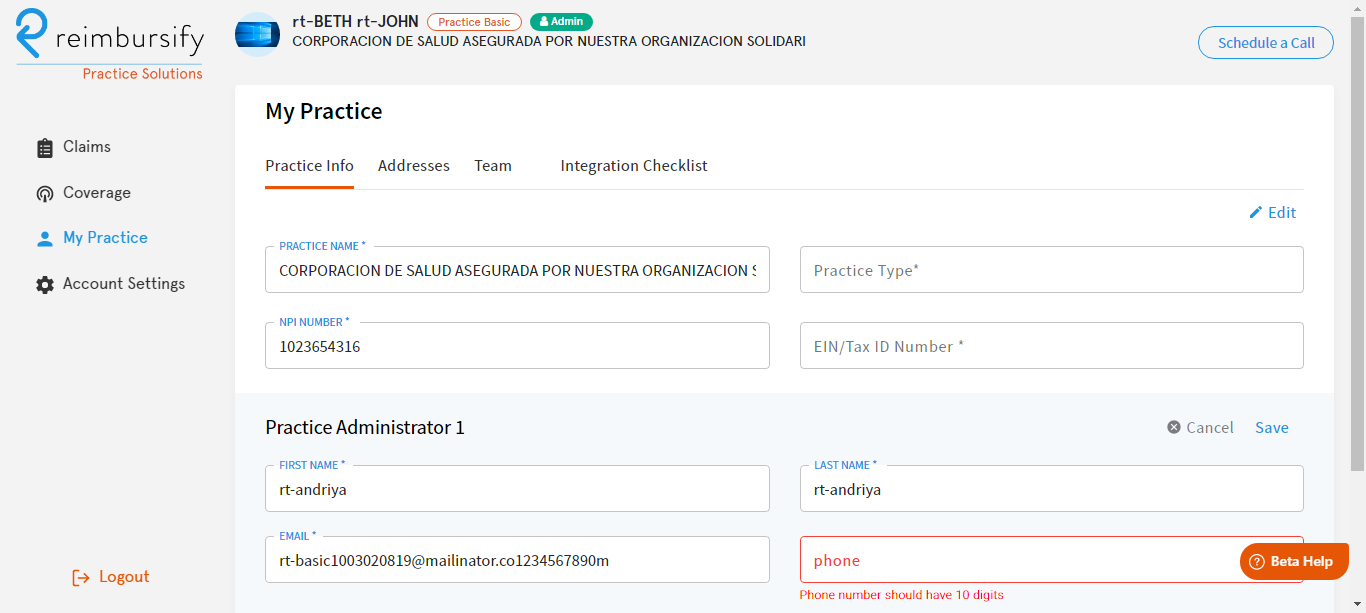 reimbursify
Practice Solutions
rt-BETH rt-JOHN Practice Basic Admin
CORPORACION DE SALUD ASEGURADA POR NUESTRA ORGANIZACION SOLIDARI
Schedule a Call
Claims
Coverage
My Practice
Account Settings
Logout
My Practice
Practice Info Addresses Team Integration Checklist
Edit
PRACTICE NAME *
CORPORACION DE SALUD ASEGURADA POR NUESTRA ORGANIZACION S
Practice Type*
NPI NUMBER *
1023654316
EIN/Tax ID Number *
Practice Administrator 1
Cancel Save
FIRST NAME *
rt-andriya
LAST NAME *
rt-andriya
EMAIL *
rt-basic1003020819@mailinator.co1234567890m
phone
Phone number should have 10 digits
Beta Help